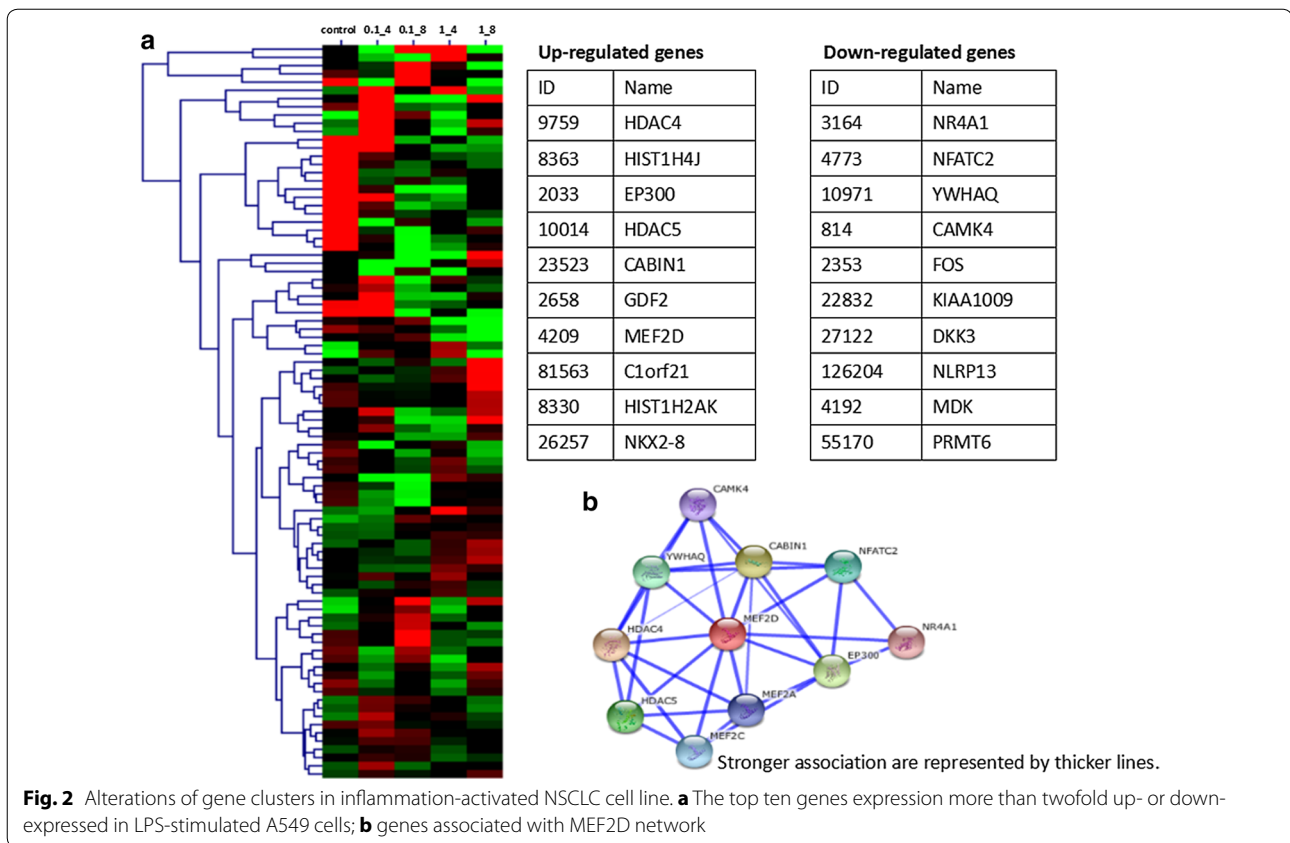 a
control 0.1_4 0.1_8 1_4 1_8
Up-regulated genes
ID Name
9759 HDAC4
8363 HIST1H4J
2033 EP300
10014 HDAC5
23523 CABIN1
2658 GDF2
4209 MEF2D
81563 C1orf21
8330 HIST1H2AK
26257 NKX2-8
Down-regulated genes
ID Name
3164 NR4A1
4773 NFATC2
10971 YWHAQ
814 CAMK4
2353 FOS
22832 KIAA1009
27122 DKK3
126204 NLRP13
4192 MDK
55170 PRMT6
b
CAMK4
YWHAQ
CABIN1
NFATC2
HDAC4
MEF2D
NR4A1
EP300
HDAC5
MEF2A
MEF2C
Stronger association are represented by thicker lines.
Fig. 2 Alterations of gene clusters in inflammation-activated NSCLC cell line. a The top ten genes expression more than twofold up- or down-
expressed in LPS-stimulated A549 cells; b genes associated with MEF2D network